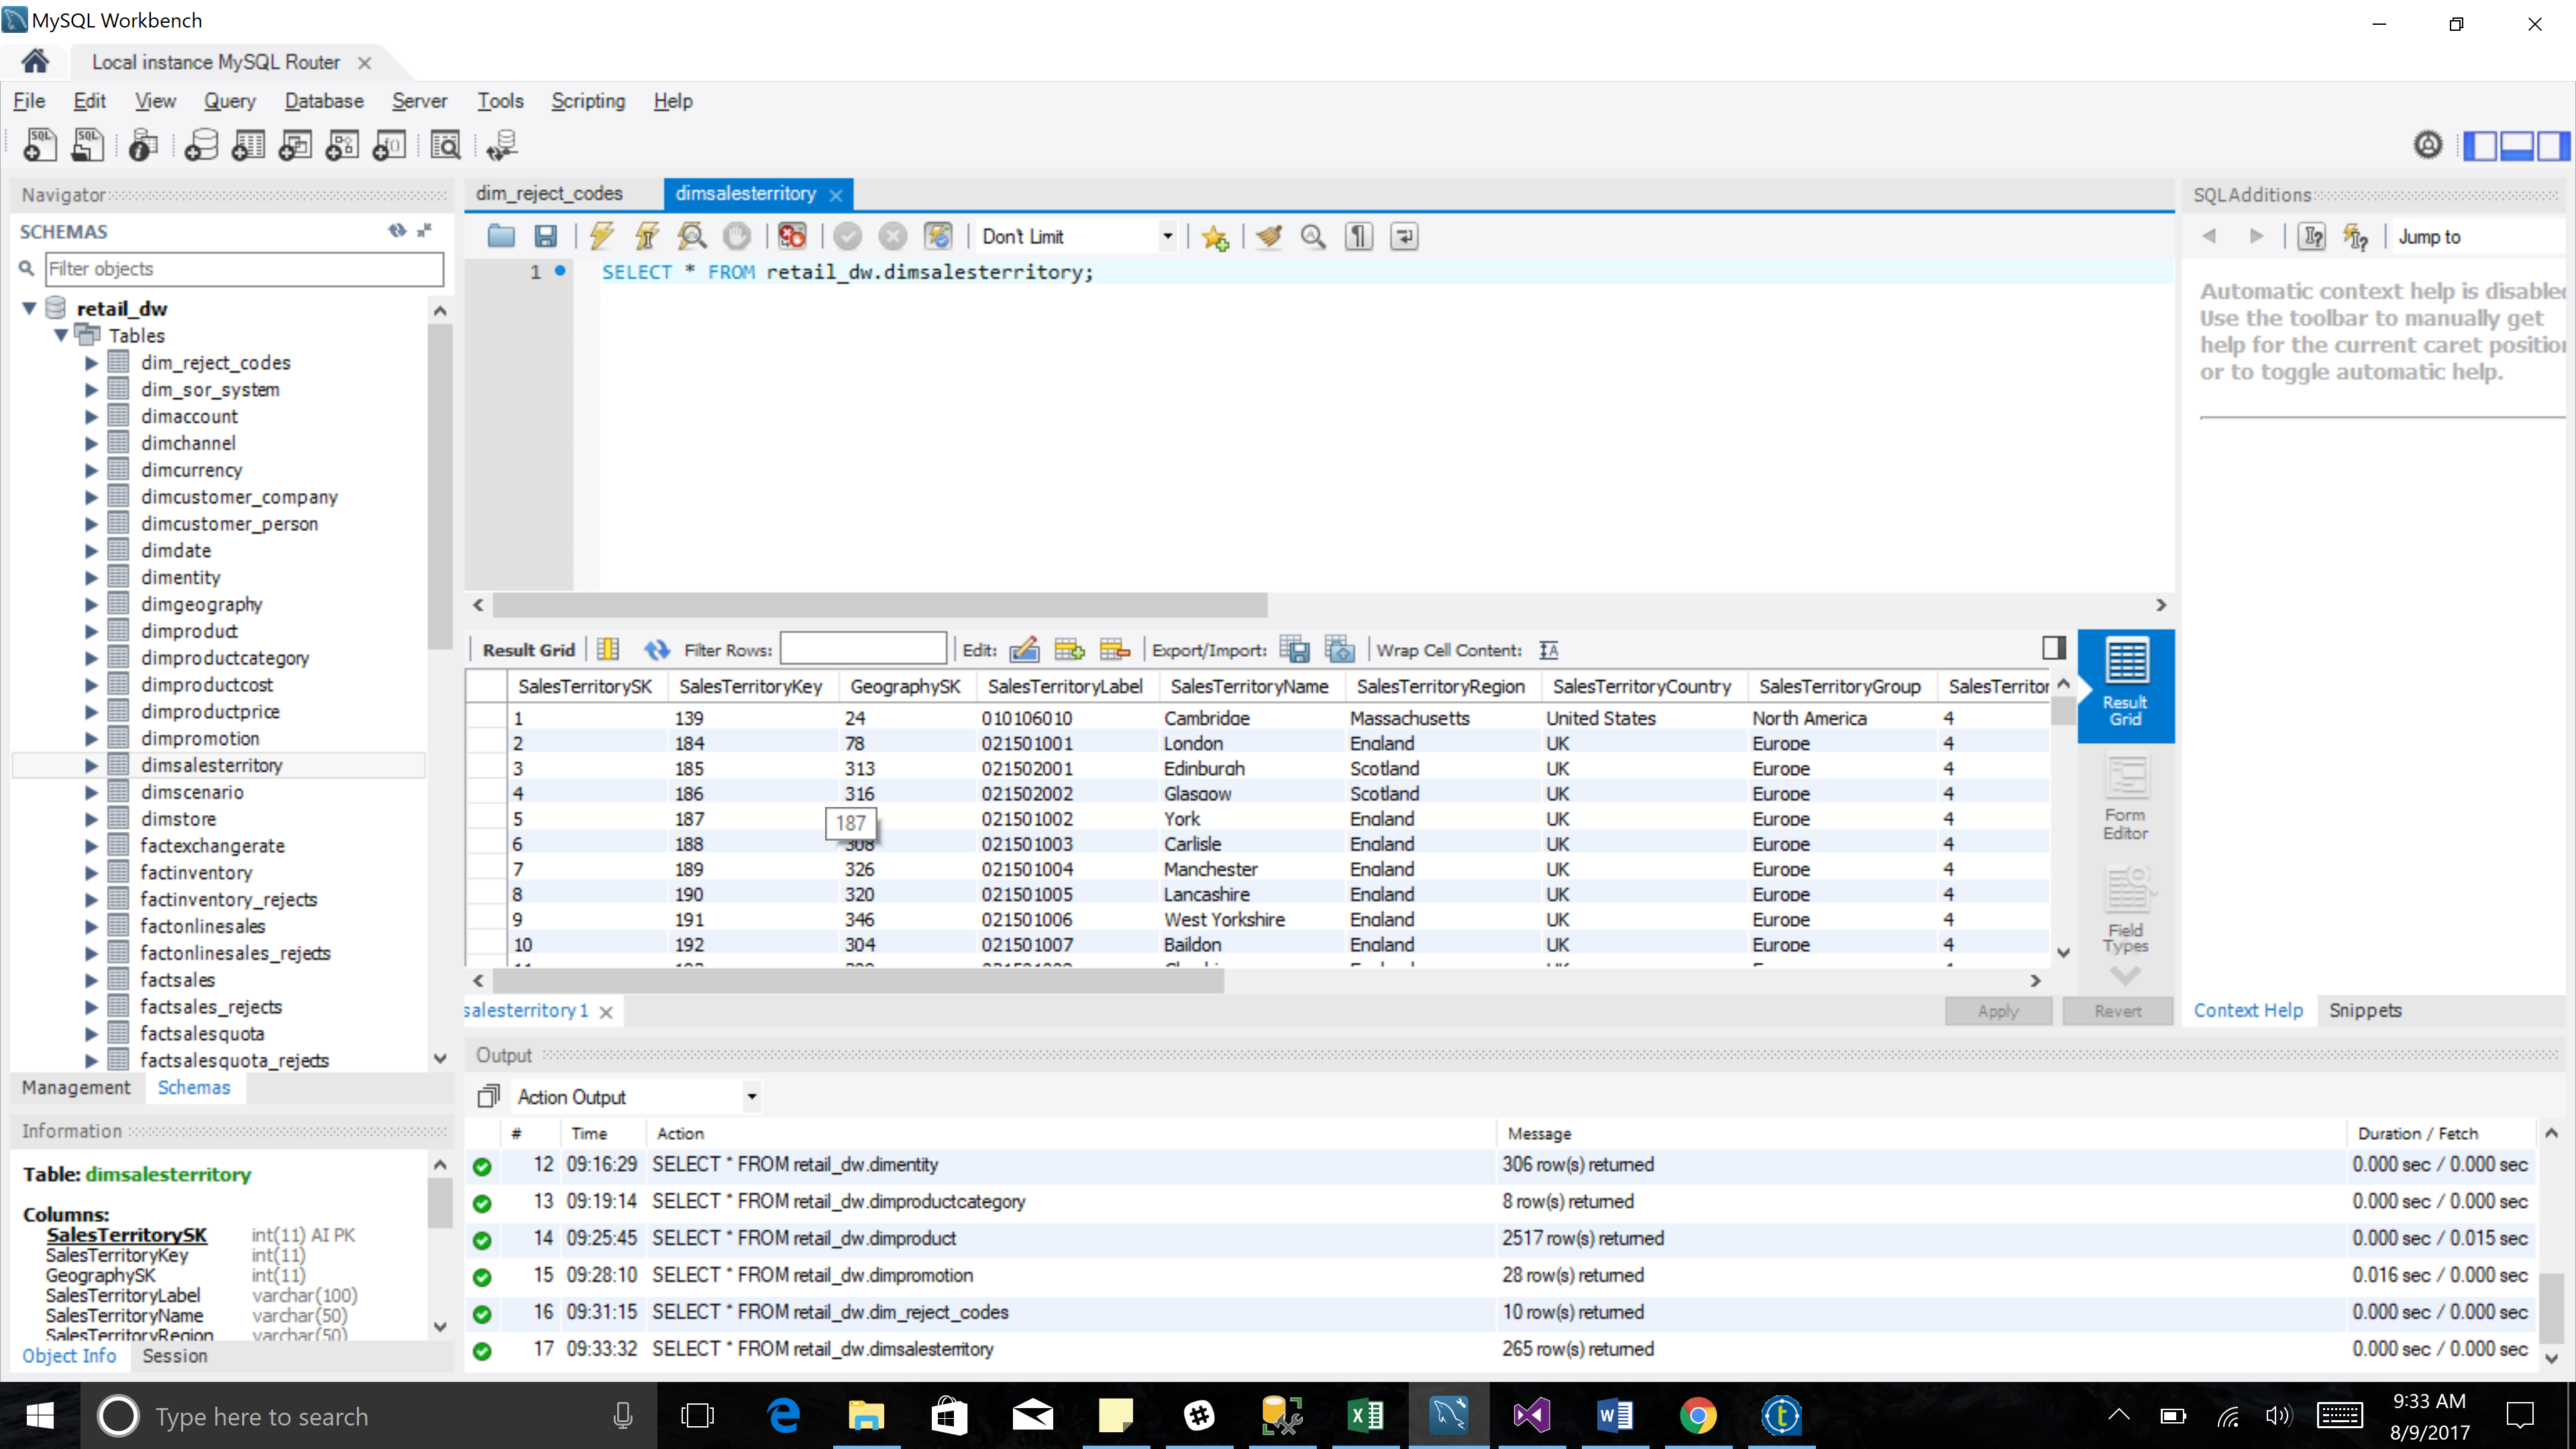 MySQL Workbench
Local instance MySQL Router
File Edit View Query Database Server Tools Scripting Help
Navigator
SCHEMAS
Filter objects
retail_dw
Tables
dim_reject_codes
dim_sor_system
dimaccount
dimchannel
dimcurrency
dimcustomer_company
dimcustomer_person
dimdate
dimentity
dimgeography
dimproduct
dimproductcategory
dimproductcost
dimproductprice
dimpromotion
dimsalesterritory
dimscenario
dimstore
factexchangerate
factinventory
factinventory_rejects
factonlinesales
factonlinesales_rejects
factsales
factsales_rejects
factsalesquota
factsalesquota_rejects
Management Schemas
Information
Table: dimsalesterritory
Columns:
SalesTerritorySK int(11) AI PK
SalesTerritoryKey int(11)
GeographySK int(11)
SalesTerritoryLabel varchar(100)
SalesTerritoryName varchar(50)
SalesTerritoryRegion varchar(50)
Object Info Session
dim_reject_codes dimsalesterritory
Don't Limit
1 SELECT * FROM retail_dw.dimsalesterritory;
Result Grid Filter Rows: Edit: Export/Import: Wrap Cell Content:
SalesTerritorySK SalesTerritoryKey GeographySK SalesTerritoryLabel SalesTerritoryName SalesTerritoryRegion SalesTerritoryCountry SalesTerritoryGroup SalesTerritor
1 139 24 010106010 Cambridge Massachusetts United States North America 4
2 184 78 021501001 London England UK Europe 4
3 185 313 021502001 Edinburgh Scotland UK Europe 4
4 186 316 021502002 Glasgow Scotland UK Europe 4
5 187 021501002 York England UK Europe 4
187
6 188 308 021501003 Carlisle England UK Europe 4
7 189 326 021501004 Manchester England UK Europe 4
8 190 320 021501005 Lancashire England UK Europe 4
9 191 346 021501006 West Yorkshire England UK Europe 4
10 192 304 021501007 Baildon England UK Europe 4
Result
Grid
Form
Editor
Field
Types
salesterritory 1
Apply Revert
SQLAdditions
Jump to
Automatic context help is disabled
Use the toolbar to manually get
help for the current caret position
or to toggle automatic help.
Context Help Snippets
Output
Action Output
# Time Action Message Duration / Fetch
12 09:16:29 SELECT * FROM retail_dw.dimentity 306 row(s) returned 0.000 sec / 0.000 sec
13 09:19:14 SELECT * FROM retail_dw.dimproductcategory 8 row(s) returned 0.000 sec / 0.000 sec
14 09:25:45 SELECT * FROM retail_dw.dimproduct 2517 row(s) returned 0.000 sec / 0.015 sec
15 09:28:10 SELECT * FROM retail_dw.dimpromotion 28 row(s) returned 0.016 sec / 0.000 sec
16 09:31:15 SELECT * FROM retail_dw.dim_reject_codes 10 row(s) returned 0.000 sec / 0.000 sec
17 09:33:32 SELECT * FROM retail_dw.dimsalesterritory 265 row(s) returned 0.000 sec / 0.000 sec
Type here to search
9:33 AM
8/9/2017